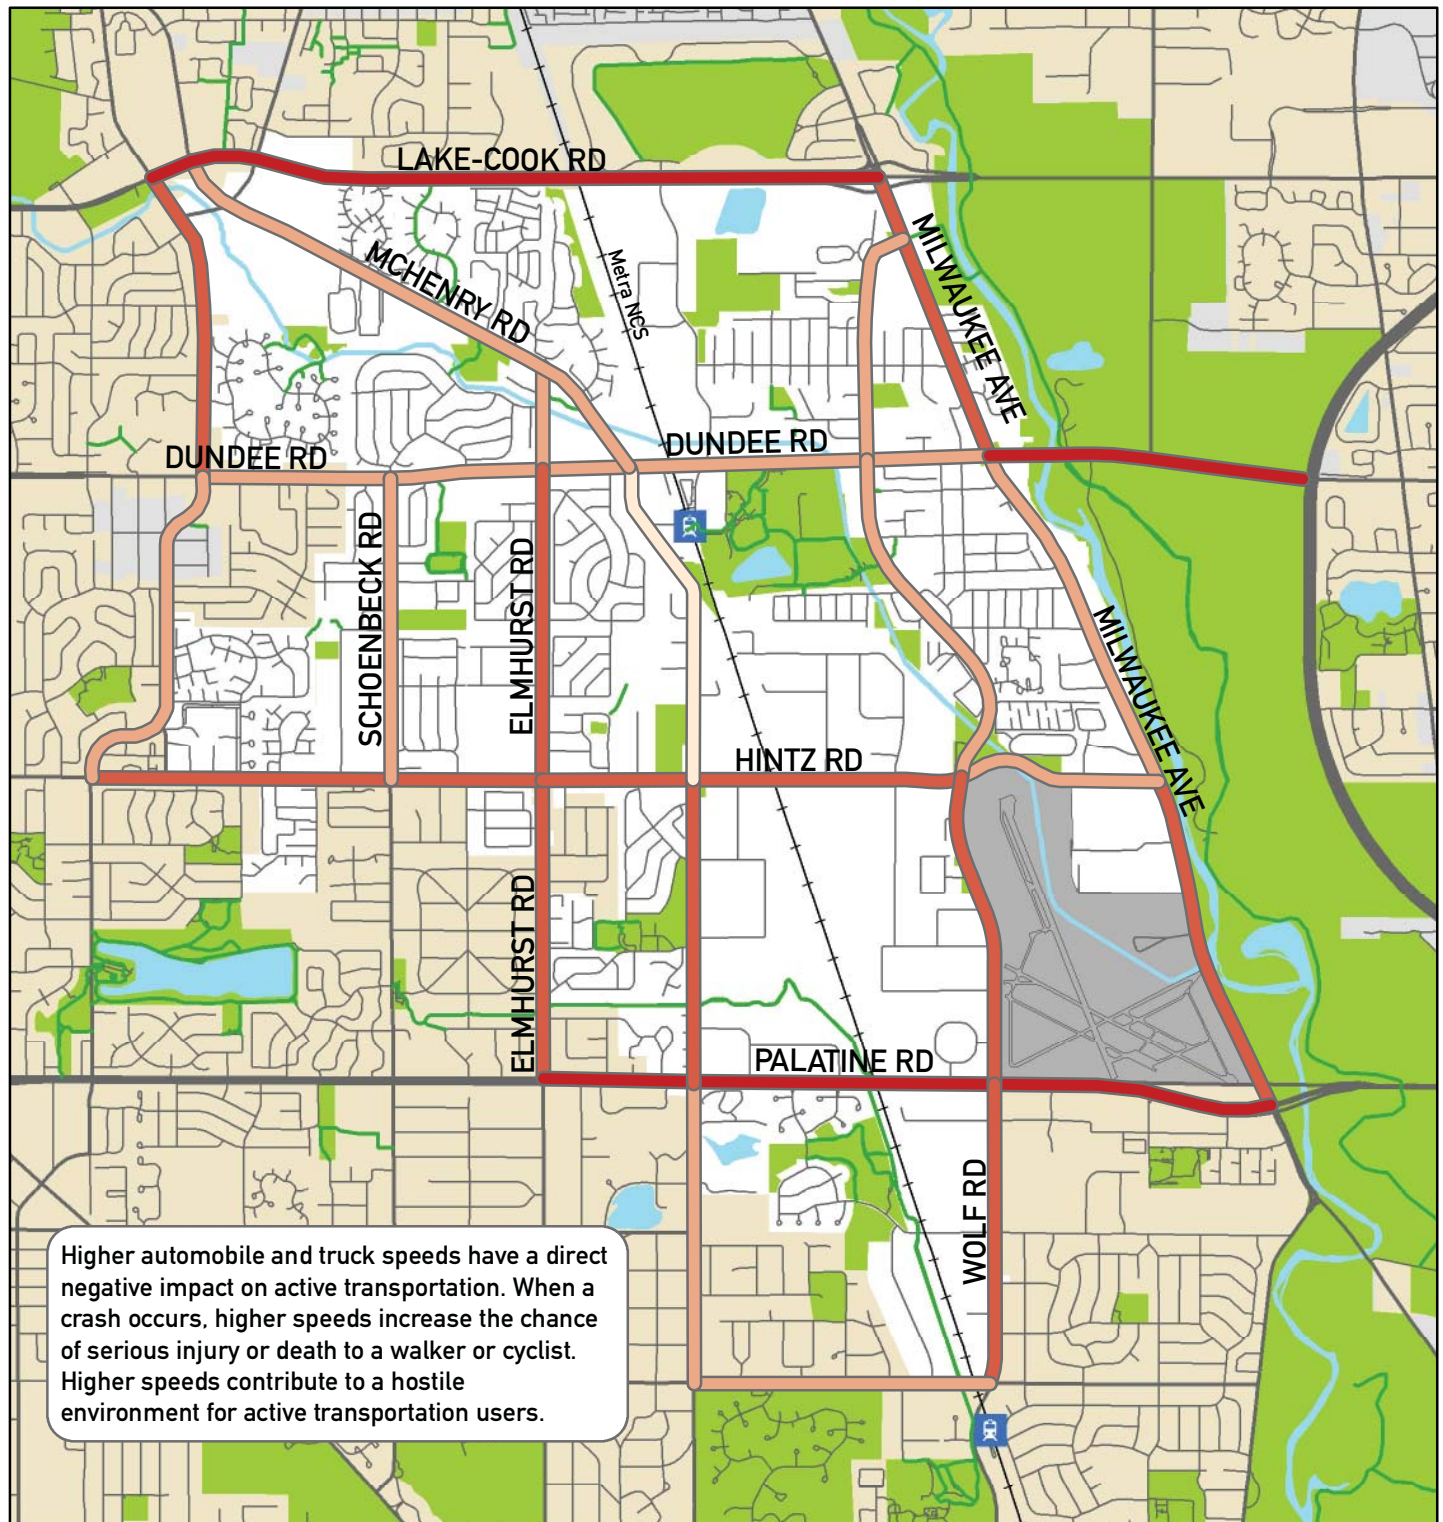 LAKE-COOK RD
MILWAUKEE AVE
MCHENRY RD
Metra NCS
DUNDEE RD
DUNDEE RD
SCHOENBECK RD
ELMHURST RD
MILWAUKEE AVE
HINTZ RD
ELMHURST RD
PALATINE RD
WOLF RD
Higher automobile and truck speeds have a direct
negative impact on active transportation. When a
crash occurs, higher speeds increase the chance
of serious injury or death to a walker or cyclist.
Higher speeds contribute to a hostile
environment for active transportation users.